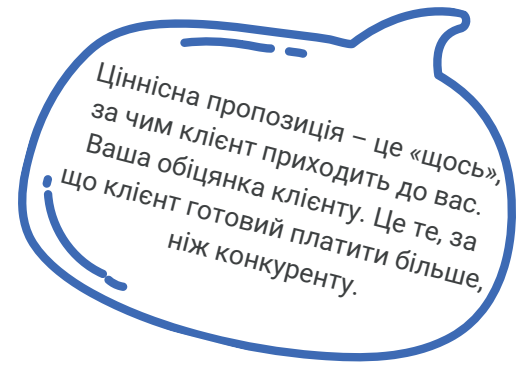 Ціннісна пропозиція – це «щось»,
за чим клієнт приходить до вас.
Ваша обіцянка клієнту. Це те, за
що клієнт готовий платити більше,
ніж конкуренту.